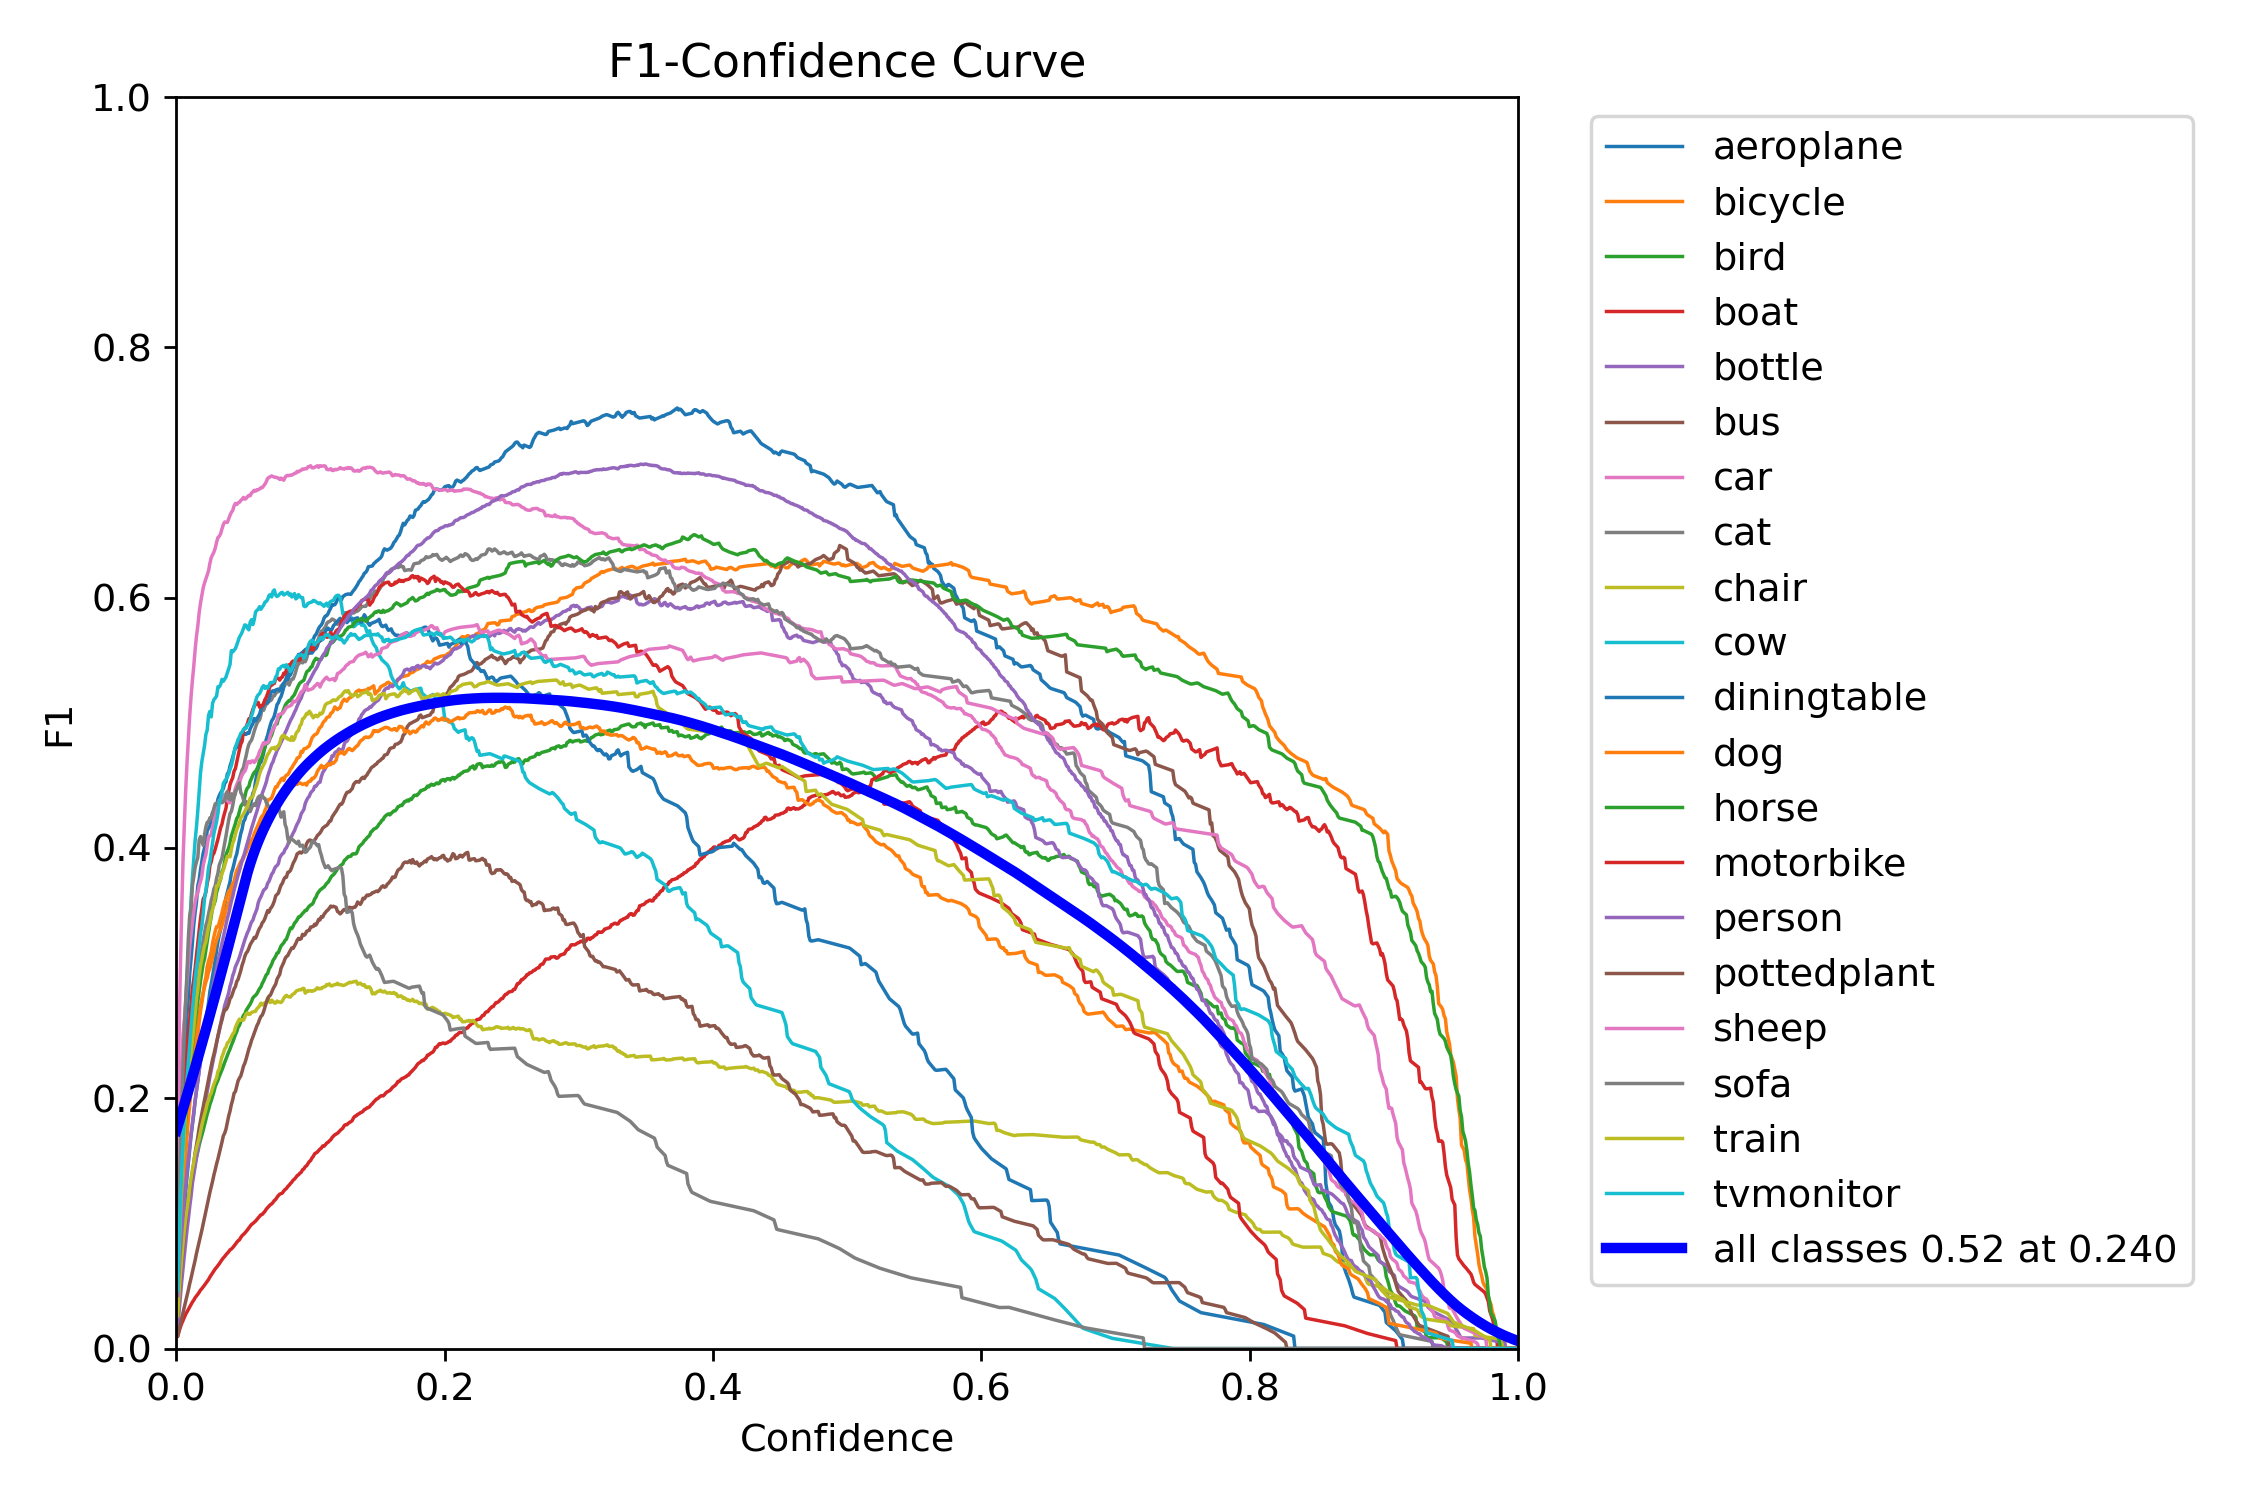 F1-Confidence Curve
1.0
0.8
0.6
0.4
0.2
0.0
F1
0.0 0.2 0.4 0.6 0.8 1.0
Confidence
aeroplane
bicycle
bird
boat
bottle
bus
car
cat
chair
cow
diningtable
dog
horse
motorbike
person
pottedplant
sheep
sofa
train
tvmonitor
all classes 0.52 at 0.240